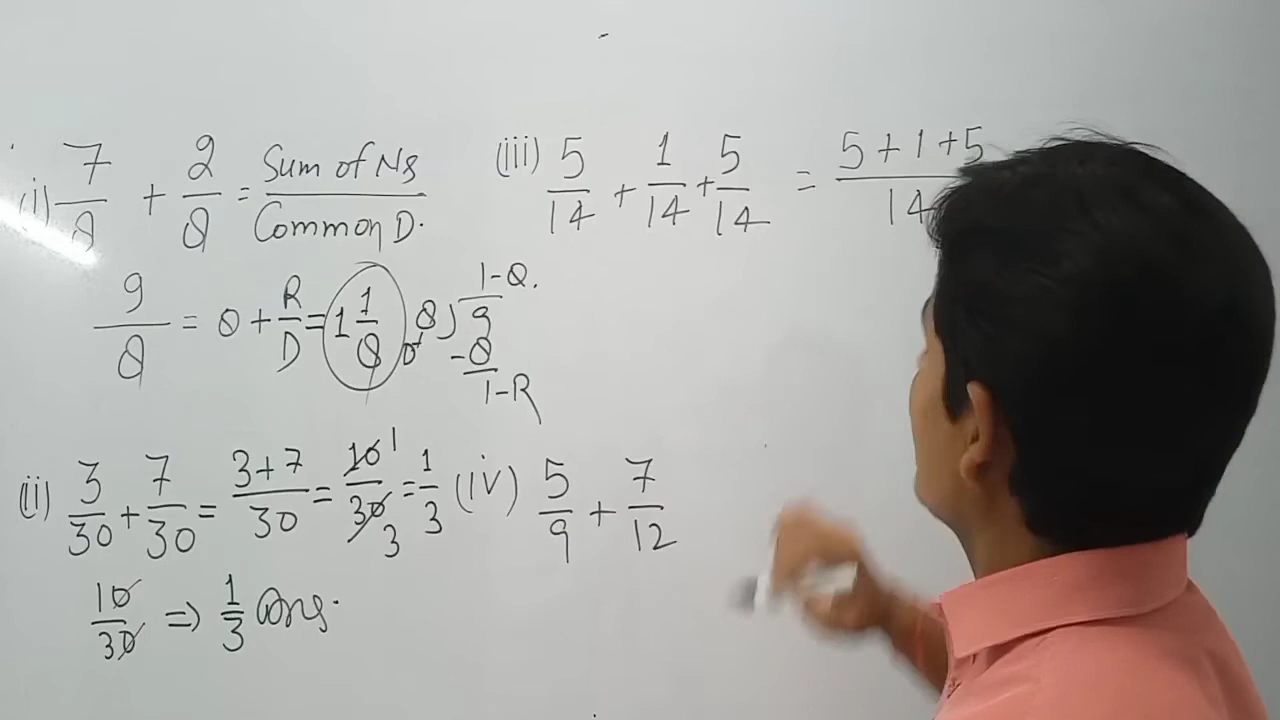 (i) 7/8 + 2/8 = Sum of Ns / Common D.
9/8 = Q + R/D = 1 1/8
8) 9
1-Q.
-8
1-R
(ii) 3/30 + 7/30 = 3+7/30 = 10/30 = 1/3
1
3
10/30 ⇒ 1/3 Ans.
(iii) 5/14 + 1/14 + 5/14 = 5+1+5/14
(iv) 5/9 + 7/12